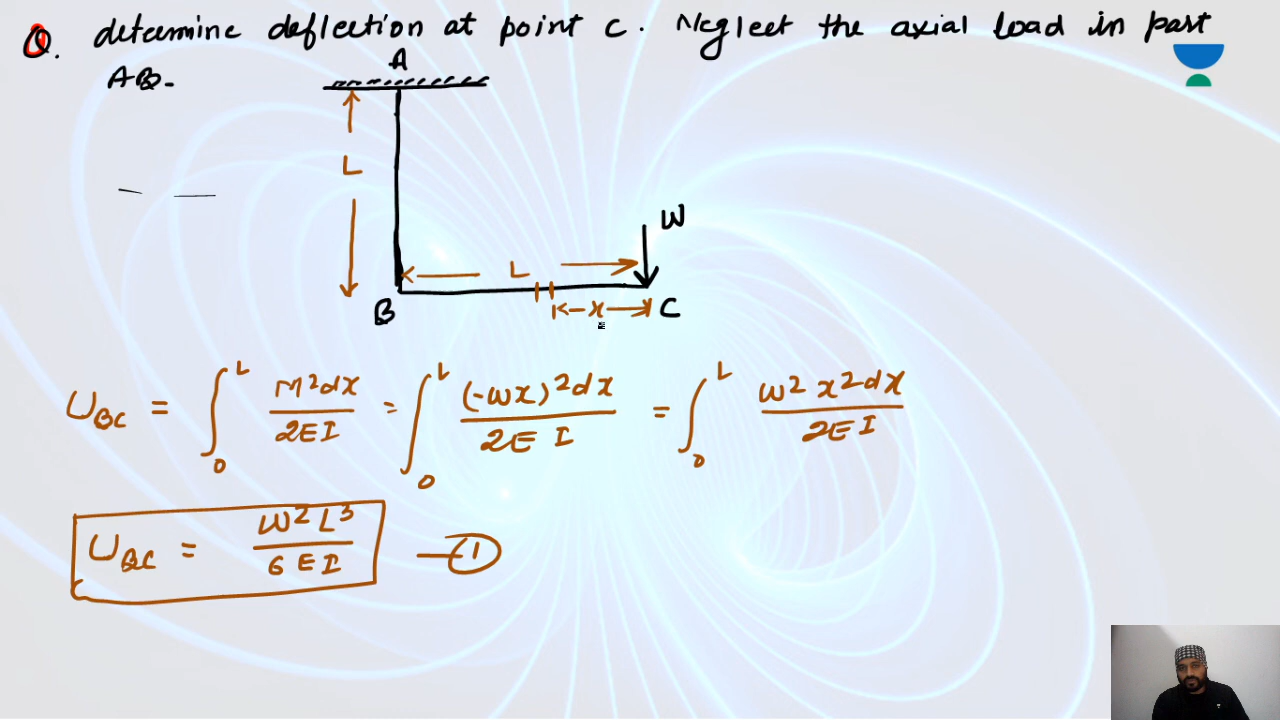 Q. determine deflection at point C. Neglect the axial load in part
AB.
A
L
W
L
B
x
C
U_BC = ∫₀ᴸ M²dx / 2EI = ∫₀ᴸ (-Wx)²dx / 2EI = ∫₀ᴸ W²x²dx / 2EI
U_BC = W²L³ / 6EI — ①